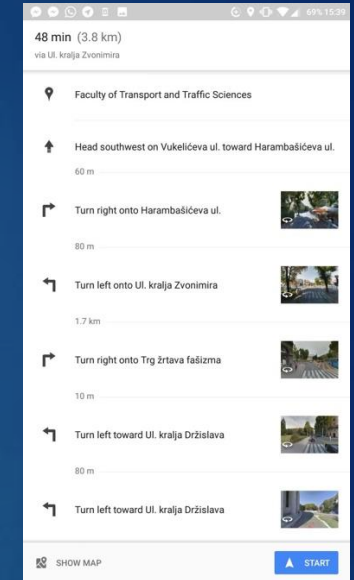 69% 15:39
48 min (3.8 km)
via Ul. kralja Zvonimira
Faculty of Transport and Traffic Sciences
Head southwest on Vukelićeva ul. toward Harambašićeva ul.
60 m
Turn right onto Harambašićeva ul.
80 m
Turn left onto Ul. kralja Zvonimira
1.7 km
Turn right onto Trg žrtava fašizma
10 m
Turn left toward Ul. kralja Držislava
80 m
Turn left toward Ul. kralja Držislava
SHOW MAP
START